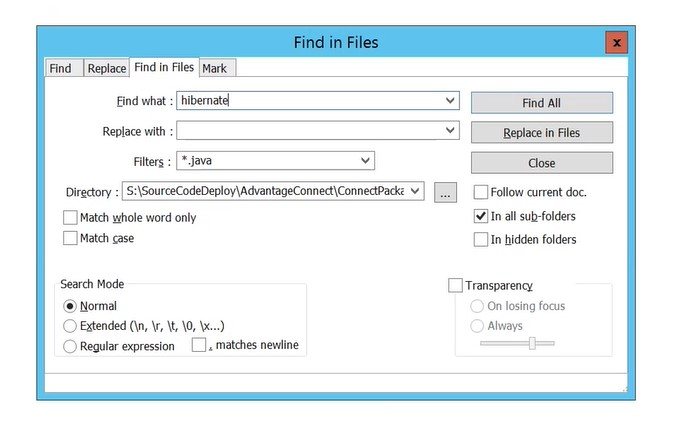 Find in Files
x
Find Replace Find in Files Mark
Find what : hibernate Find All
Replace with : Replace in Files
Filters : *.java Close
Directory : S:\SourceCodeDeploy\AdvantageConnect\ConnectPacka ... Follow current doc.
Match whole word only In all sub-folders
Match case In hidden folders
Search Mode Transparency
Normal On losing focus
Extended (\n, \r, \t, \0, \x...) Always
Regular expression . matches newline